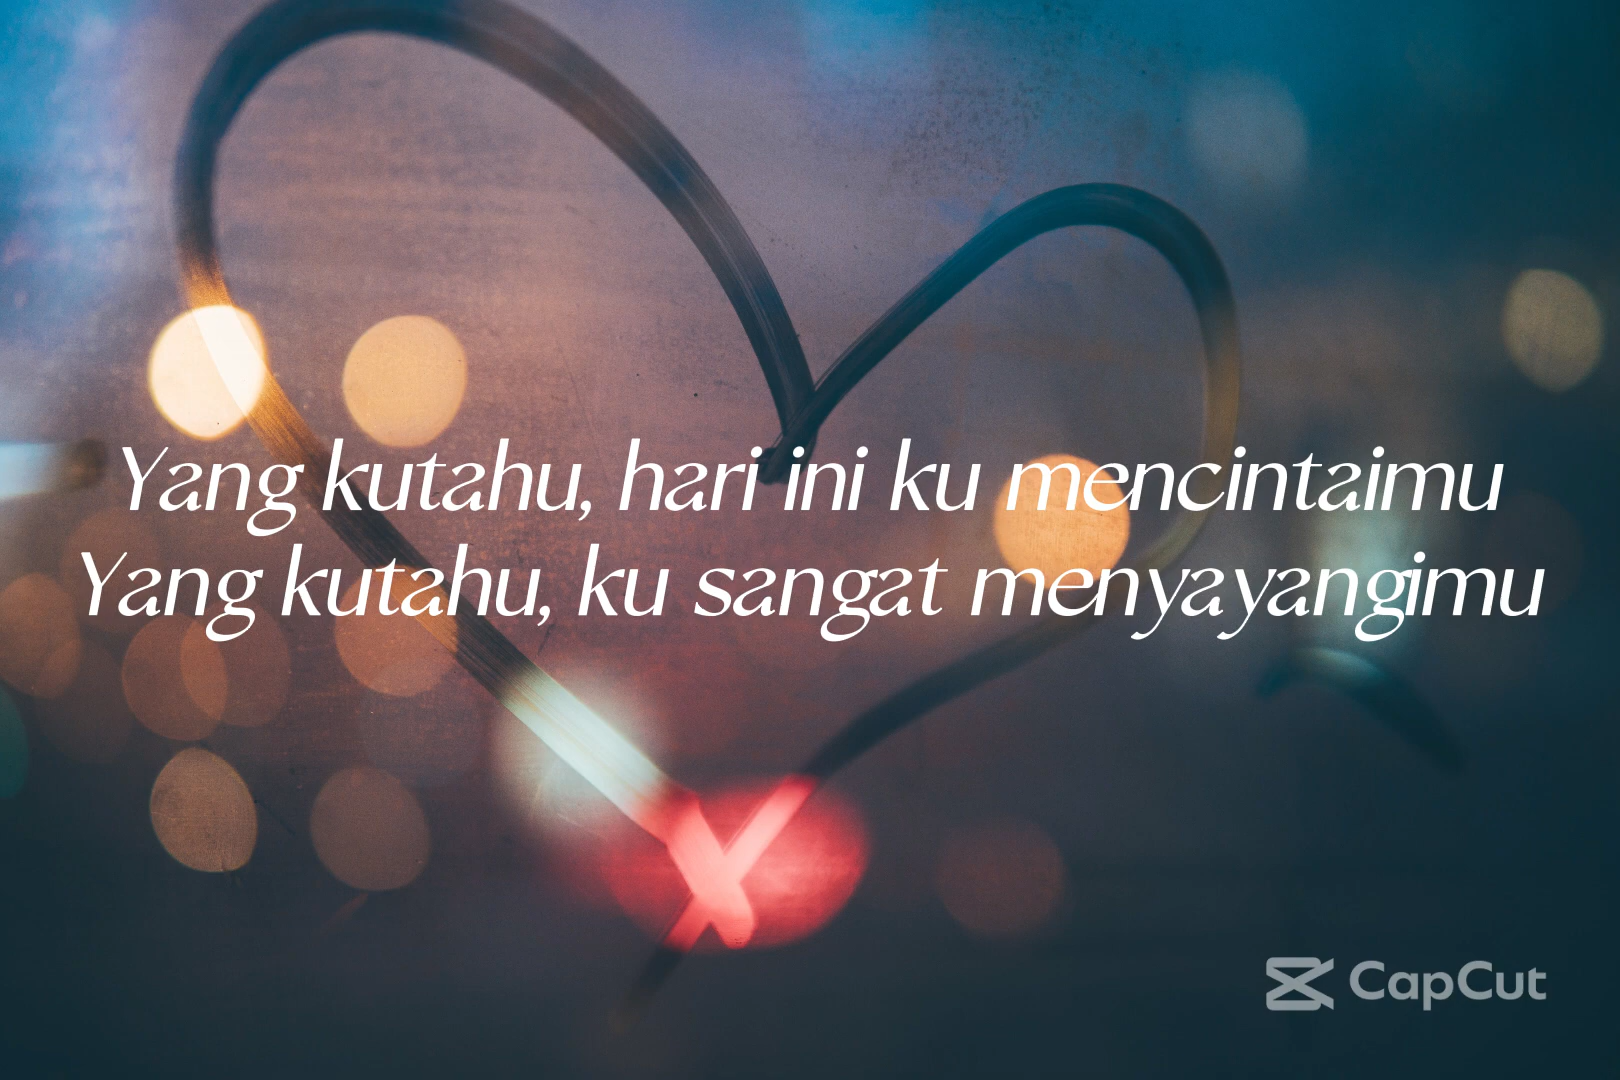 Yang kutahu, hari ini ku mencintaimu
Yang kutahu, ku sangat menyayangimu
CapCut